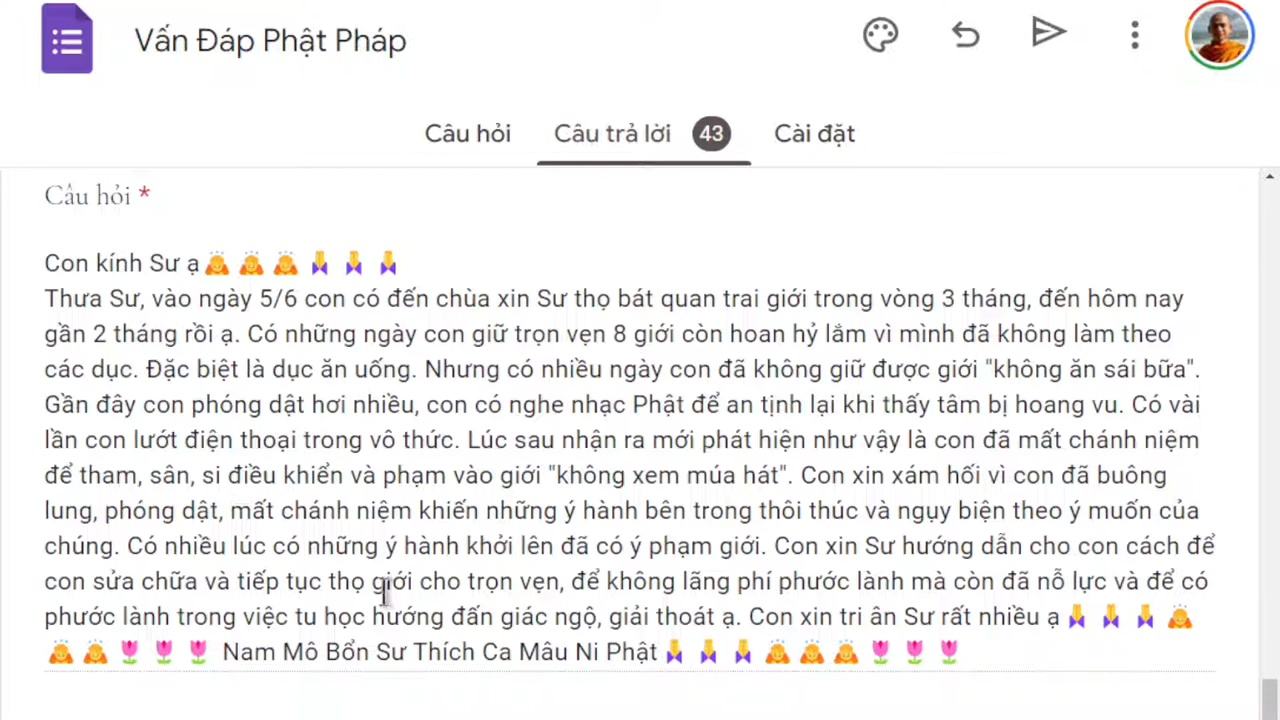 Vấn Đáp Phật Pháp
Câu hỏi
Câu trả lời 43
Cài đặt
Câu hỏi *
Con kính Sư ạ🙇🙇🙇🙏🙏🙏
Thưa Sư, vào ngày 5/6 con có đến chùa xin Sư thọ bát quan trai giới trong vòng 3 tháng, đến hôm nay
gần 2 tháng rồi ạ. Có những ngày con giữ trọn vẹn 8 giới còn hoan hỷ lắm vì mình đã không làm theo
các dục. Đặc biệt là dục ăn uống. Nhưng có nhiều ngày con đã không giữ được giới "không ăn sái bữa".
Gần đây con phóng dật hơi nhiều, con có nghe nhạc Phật để an tịnh lại khi thấy tâm bị hoang vu. Có vài
lần con lướt điện thoại trong vô thức. Lúc sau nhận ra mới phát hiện như vậy là con đã mất chánh niệm
để tham, sân, si điều khiển và phạm vào giới "không xem múa hát". Con xin xám hối vì con đã buông
lung, phóng dật, mất chánh niệm khiến những ý hành bên trong thôi thúc và ngụy biện theo ý muốn của
chúng. Có nhiều lúc có những ý hành khởi lên đã có ý phạm giới. Con xin Sư hướng dẫn cho con cách để
con sửa chữa và tiếp tục thọ giới cho trọn vẹn, để không lãng phí phước lành mà còn đã nỗ lực và để có
phước lành trong việc tu học hướng đấn giác ngộ, giải thoát ạ. Con xin tri ân Sư rất nhiều ạ🙏🙏🙏🙇
🙇🙇🌷🌷🌷 Nam Mô Bổn Sư Thích Ca Mâu Ni Phật🙏🙏🙏🙇🙇🙇🌷🌷🌷